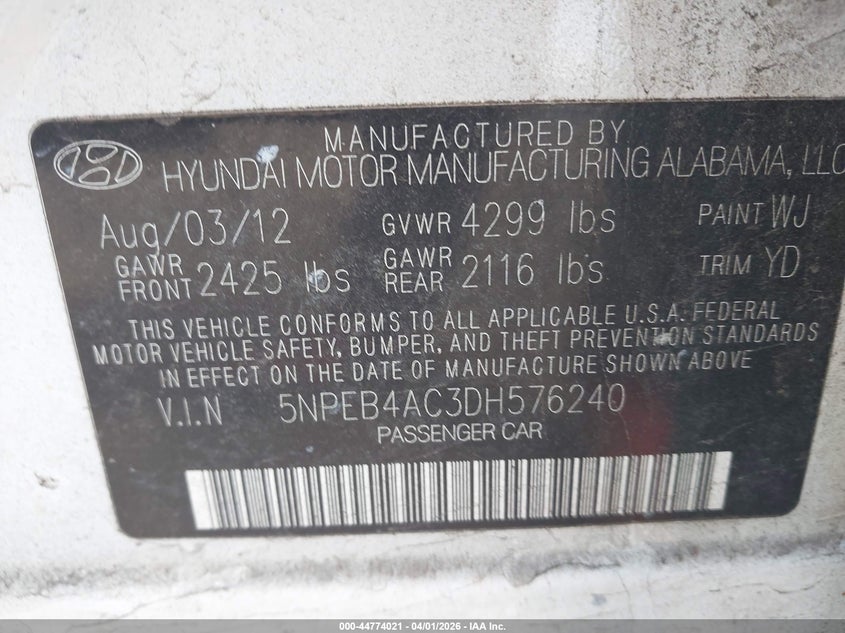 MANUFACTURED BY
HYUNDAI MOTOR MANUFACTURING ALABAMA, LLC
Aug/03/12 GVWR 4299 lbs PAINT WJ
GAWR FRONT 2425 lbs GAWR REAR 2116 lbs TRIM YD
THIS VEHICLE CONFORMS TO ALL APPLICABLE U.S.A. FEDERAL
MOTOR VEHICLE SAFETY, BUMPER, AND THEFT PREVENTION STANDARDS
IN EFFECT ON THE DATE OF MANUFACTURE SHOWN ABOVE
V.I.N 5NPEB4AC3DH576240
PASSENGER CAR
000-44774021 | 04/01/2026 | IAA Inc.